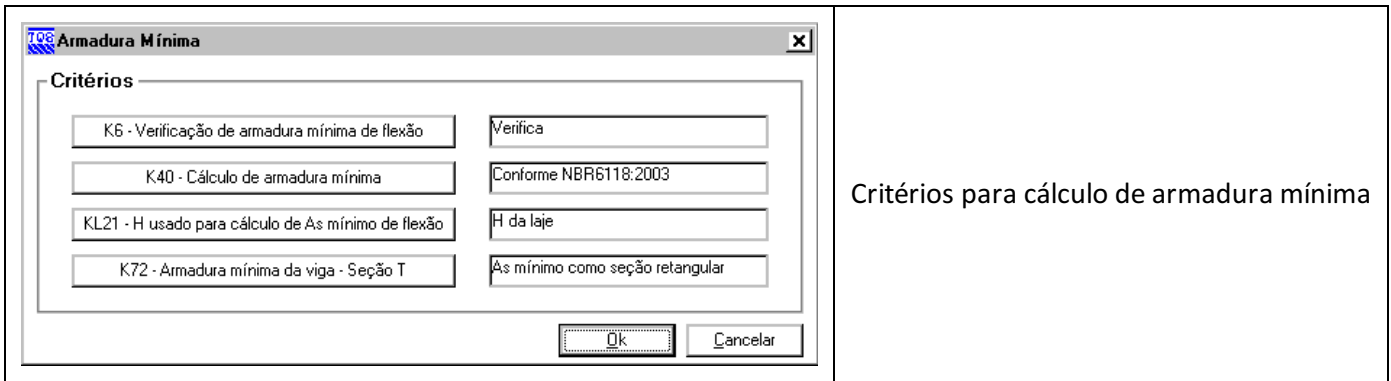 TQS Armadura Mínima
Critérios
K6 - Verificação de armadura mínima de flexão
Verifica
K40 - Cálculo de armadura mínima
Conforme NBR6118:2003
KL21 - H usado para cálculo de As mínimo de flexão
H da laje
K72 - Armadura mínima da viga - Seção T
As mínimo como seção retangular
Ok
Cancelar
Critérios para cálculo de armadura mínima